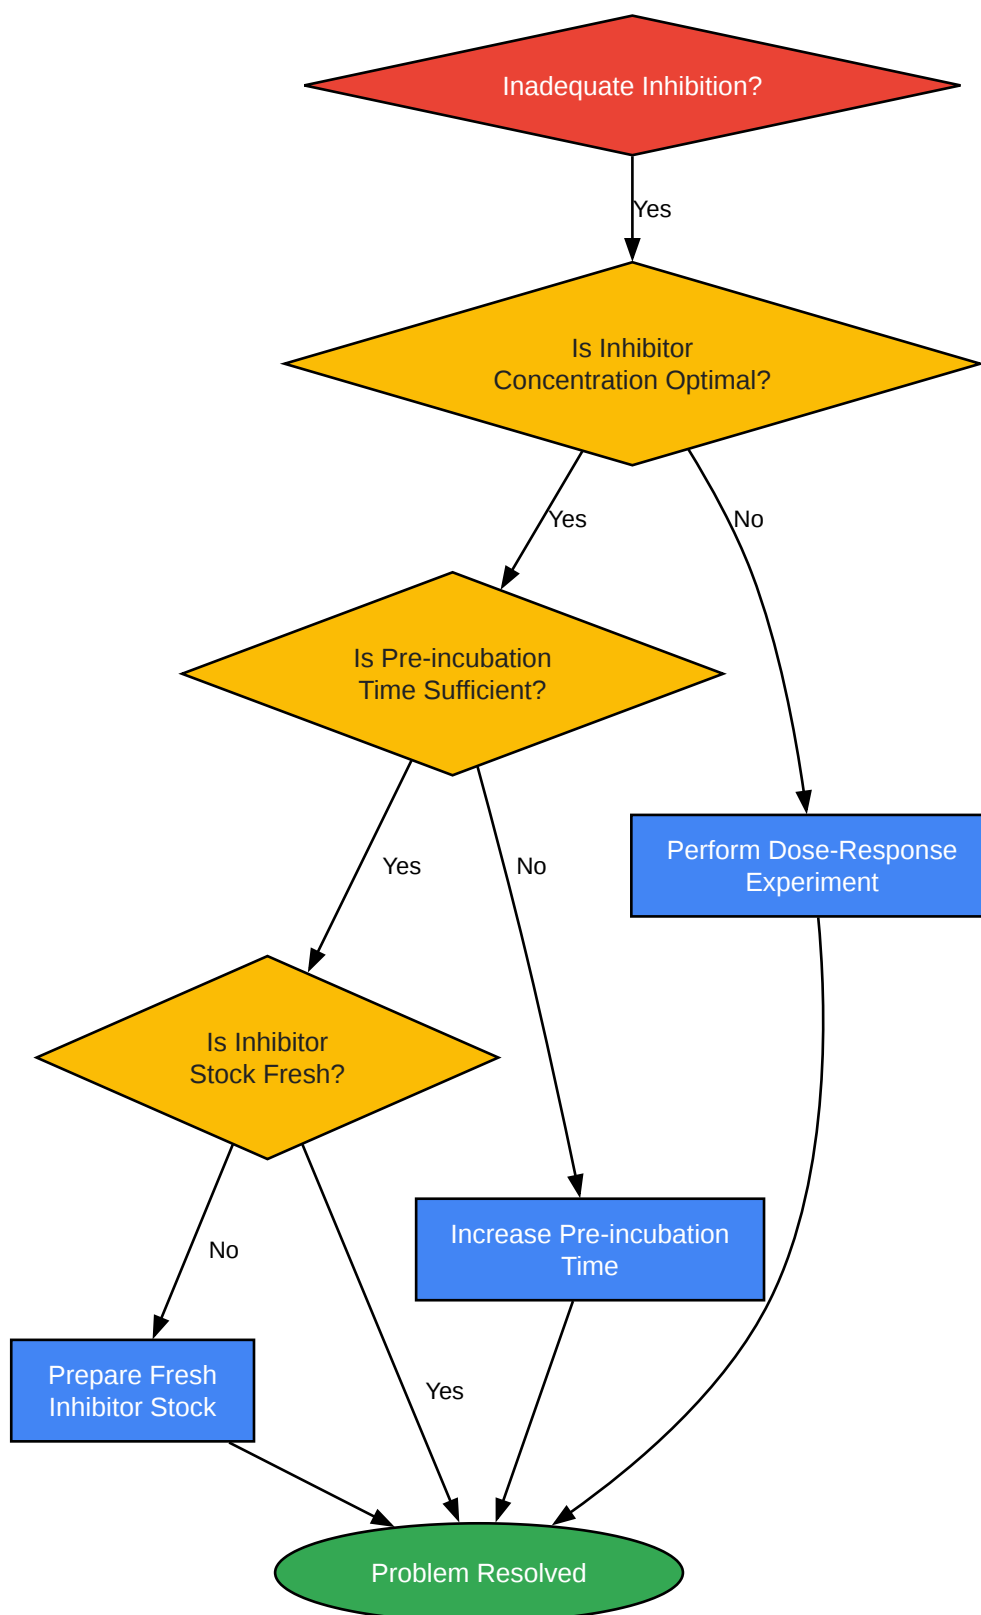 Inadequate Inhibition?
Yes
Is Inhibitor
Concentration Optimal?
Yes
No
Is Pre-incubation
Time Sufficient?
Perform Dose-Response
Experiment
Yes
No
Is Inhibitor
Stock Fresh?
Increase Pre-incubation
Time
No
Prepare Fresh
Inhibitor Stock
Yes
Problem Resolved